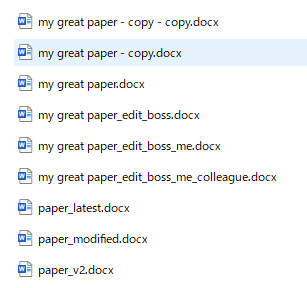 my great paper - copy - copy.docx
my great paper - copy.docx
my great paper.docx
my great paper_edit_boss.docx
my great paper_edit_boss_me.docx
my great paper_edit_boss_me_colleague.docx
paper_latest.docx
paper_modified.docx
paper_v2.docx